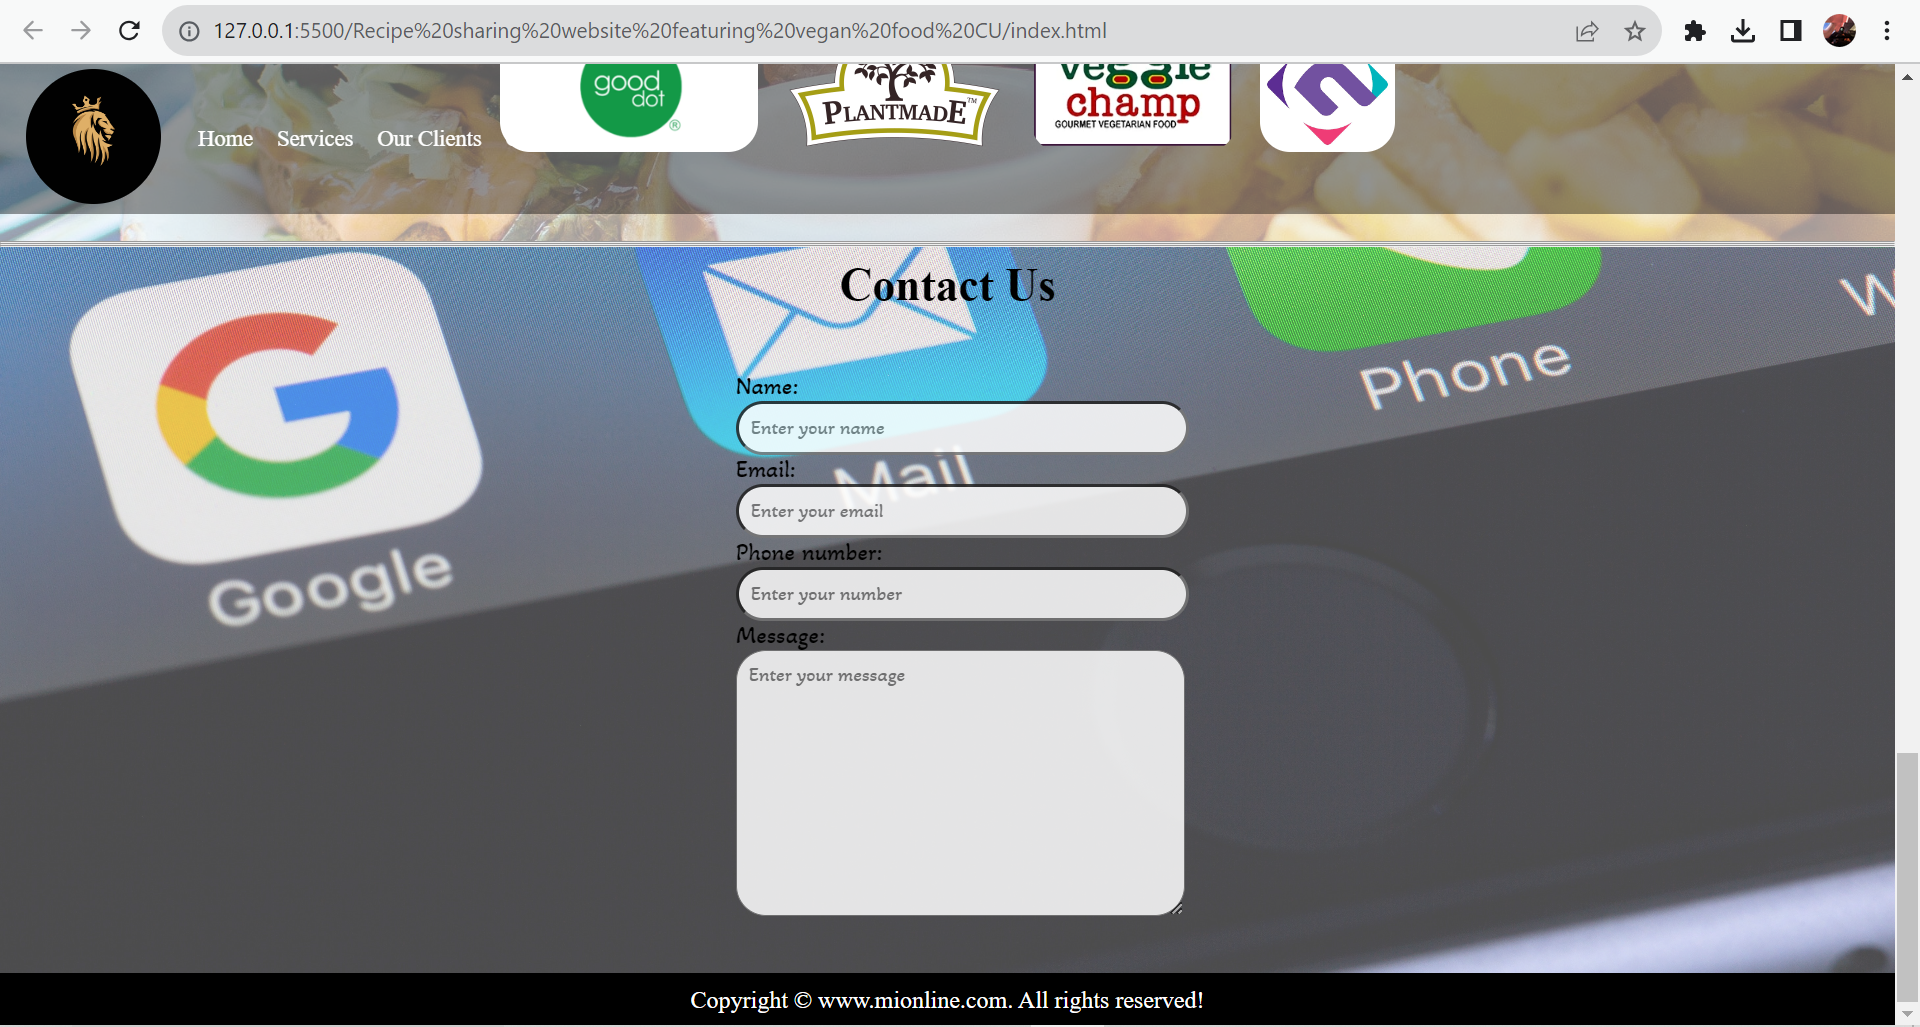 127.0.0.1:5500/Recipe%20sharing%20website%20featuring%20vegan%20food%20CU/index.html
Home Services Our Clients
good
dot
®
PLANTMADE™
veggie
champ
GOURMET VEGETARIAN FOOD
Contact Us
Google
Mail
Phone
W
Name:
Enter your name
Email:
Enter your email
Phone number:
Enter your number
Message:
Enter your message
Copyright © www.mionline.com. All rights reserved!